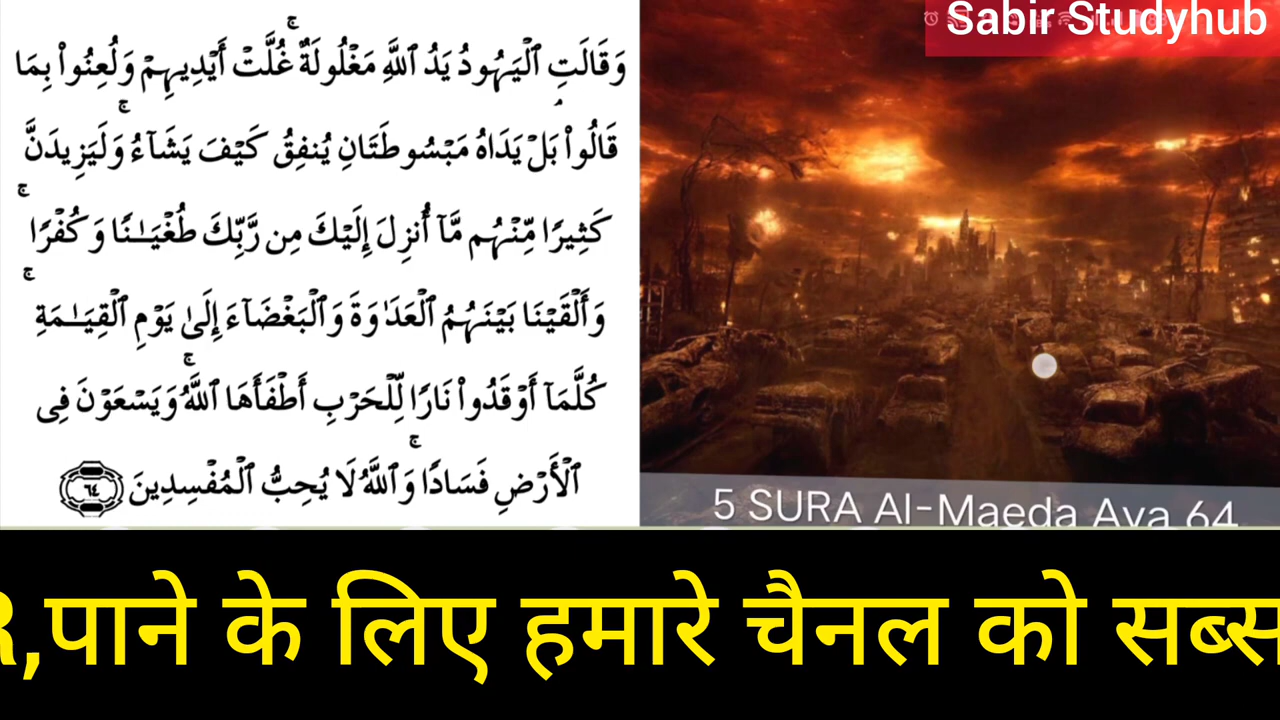 وَقَالَتِ ٱلْيَهُودُ يَدُ ٱللَّهِ مَغْلُولَةٌ ۚ غُلَّتْ أَيْدِيهِمْ وَلُعِنُوا۟ بِمَا
قَالُوا۟ ۘ بَلْ يَدَاهُ مَبْسُوطَتَانِ يُنفِقُ كَيْفَ يَشَآءُ ۚ وَلَيَزِيدَنَّ
كَثِيرًا مِّنْهُم مَّآ أُنزِلَ إِلَيْكَ مِن رَّبِّكَ طُغْيَـٰنًا وَكُفْرًا ۚ
وَأَلْقَيْنَا بَيْنَهُمُ ٱلْعَدَٰوَةَ وَٱلْبَغْضَآءَ إِلَىٰ يَوْمِ ٱلْقِيَـٰمَةِ ۚ
كُلَّمَآ أَوْقَدُوا۟ نَارًا لِّلْحَرْبِ أَطْفَأَهَا ٱللَّهُ ۚ وَيَسْعَوْنَ فِى
ٱلْأَرْضِ فَسَادًا ۚ وَٱللَّهُ لَا يُحِبُّ ٱلْمُفْسِدِينَ ٦٤
Sabir Studyhub
5 SURA Al-Maeda Aya 64
,पाने के लिए हमारे चैनल को सब्स